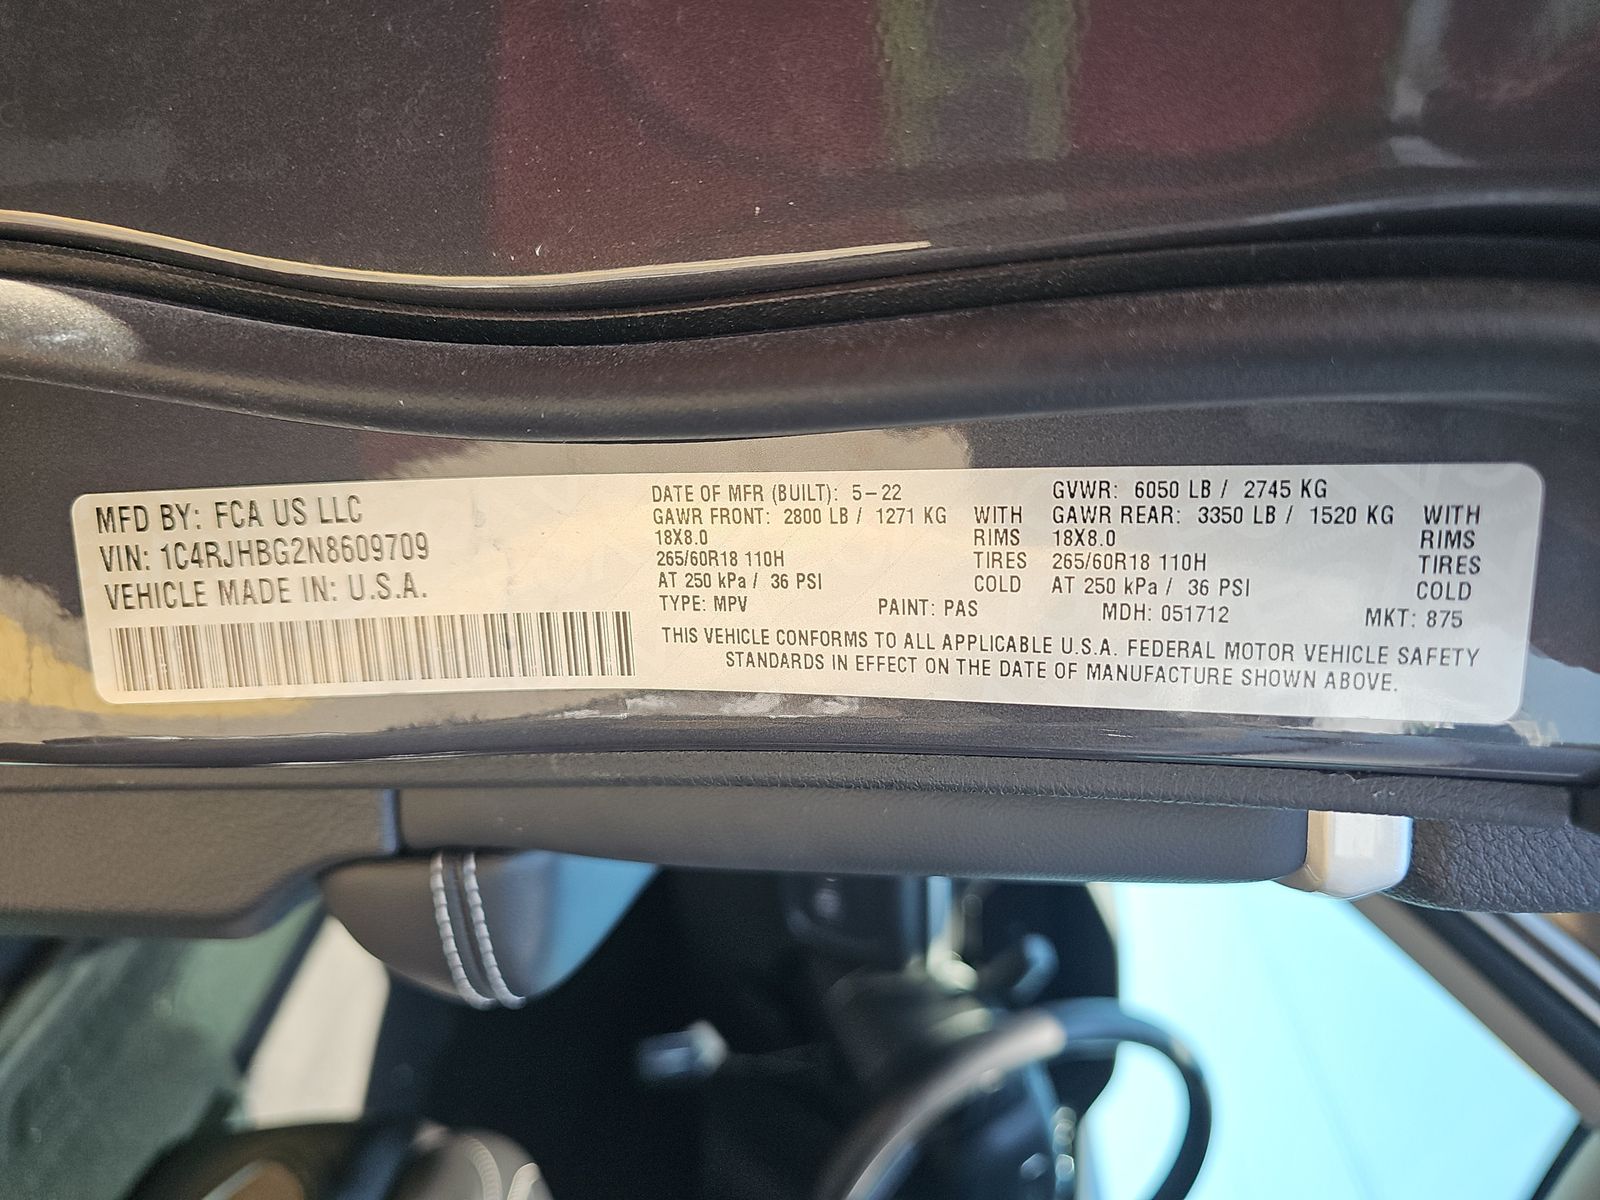 MFD BY: FCA US LLC
VIN: 1C4RJHBG2N8609709
VEHICLE MADE IN: U.S.A.
DATE OF MFR (BUILT): 5-22 GVWR: 6050 LB / 2745 KG
GAWR FRONT: 2800 LB / 1271 KG WITH GAWR REAR: 3350 LB / 1520 KG WITH
18X8.0 RIMS 18X8.0 RIMS
265/60R18 110H TIRES 265/60R18 110H TIRES
AT 250 kPa / 36 PSI COLD AT 250 kPa / 36 PSI COLD
TYPE: MPV PAINT: PAS MDH: 051712 MKT: 875
THIS VEHICLE CONFORMS TO ALL APPLICABLE U.S.A. FEDERAL MOTOR VEHICLE SAFETY
STANDARDS IN EFFECT ON THE DATE OF MANUFACTURE SHOWN ABOVE.